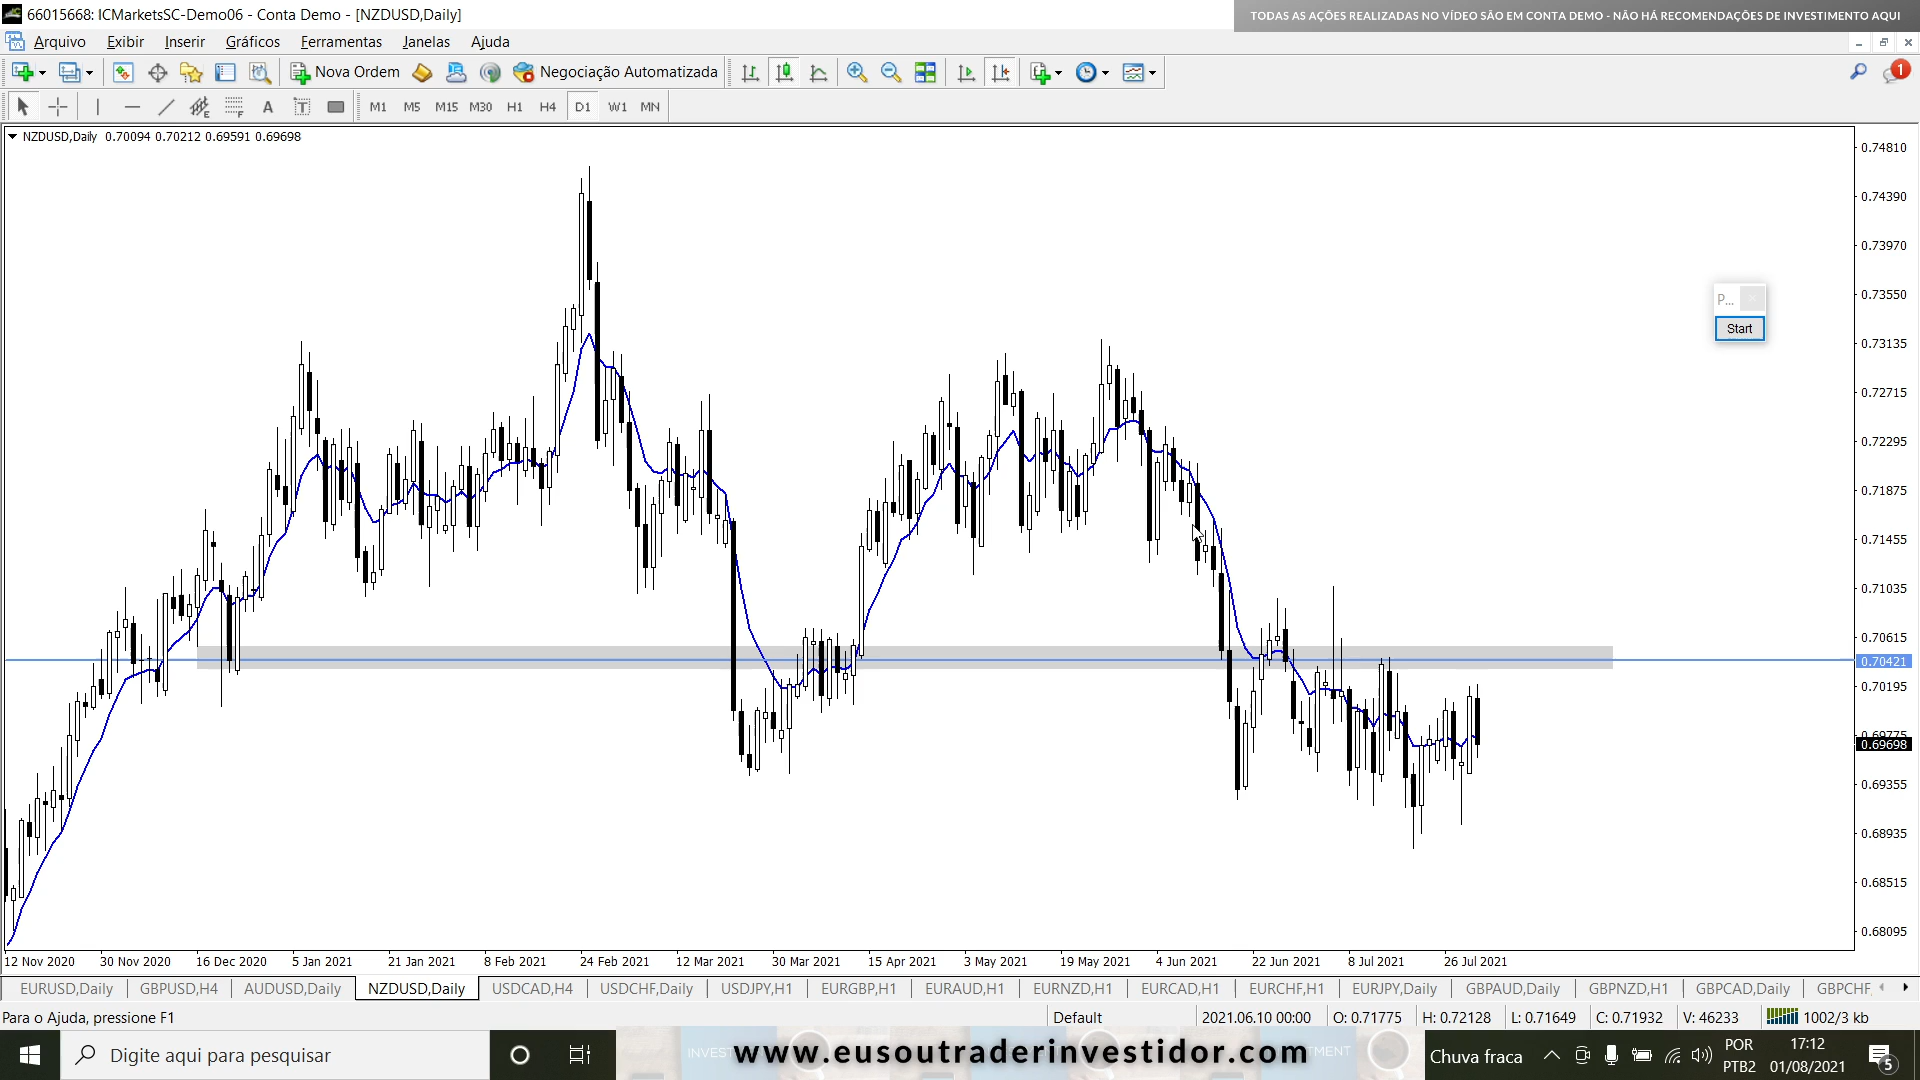 66015668: ICMarketsSC-Demo06 - Conta Demo - [NZDUSD,Daily]
TODAS AS AÇÕES REALIZADAS NO VÍDEO SÃO EM CONTA DEMO - NÃO HÁ RECOMENDAÇÕES DE INVESTIMENTO AQUI
Arquivo Exibir Inserir Gráficos Ferramentas Janelas Ajuda
Nova Ordem Negociação Automatizada 1
E F A T M1 M5 M15 M30 H1 H4 D1 W1 MN
NZDUSD,Daily 0.70094 0.70212 0.69591 0.69698
0.74810
0.74390
0.73970
0.73550
P...
Start
0.73135
0.72715
0.72295
0.71875
0.71455
0.71035
0.70615
0.70421
0.70195
0.69775
0.69698
0.69355
0.68935
0.68515
0.68095
12 Nov 2020 30 Nov 2020 16 Dec 2020 5 Jan 2021 21 Jan 2021 8 Feb 2021 24 Feb 2021 12 Mar 2021 30 Mar 2021 15 Apr 2021 3 May 2021 19 May 2021 4 Jun 2021 22 Jun 2021 8 Jul 2021 26 Jul 2021
EURUSD,Daily GBPUSD,H4 AUDUSD,Daily NZDUSD,Daily USDCAD,H4 USDCHF,Daily USDJPY,H1 EURGBP,H1 EURAUD,H1 EURNZD,H1 EURCAD,H1 EURCHF,H1 EURJPY,Daily GBPAUD,Daily GBPNZD,H1 GBPCAD,Daily GBPCHF,
Para o Ajuda, pressione F1 Default 2021.06.10 00:00 O: 0.71775 H: 0.72128 L: 0.71649 C: 0.71932 V: 46233 1002/3 kb
Digite aqui para pesquisar www.eusoutraderinvestidor.com Chuva fraca POR PTB2 17:12 01/08/2021 5